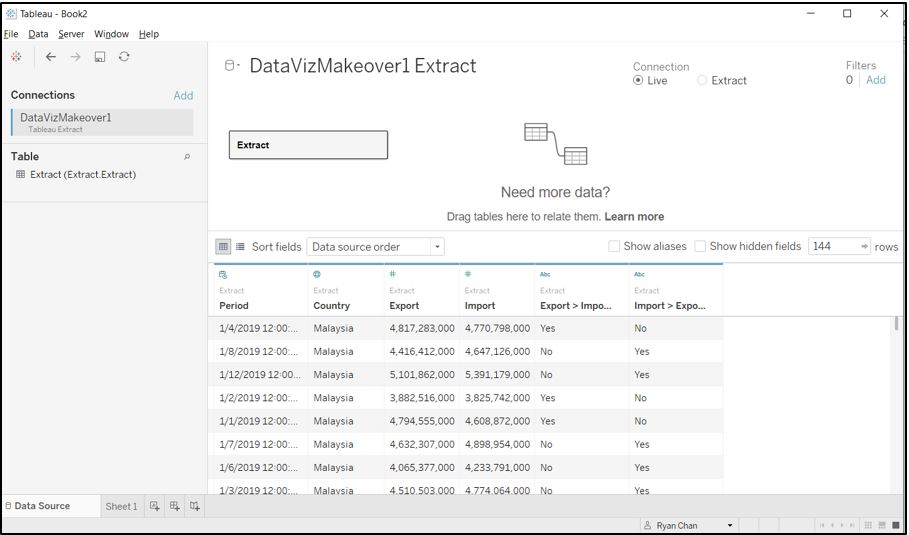 Tableau - Book2
File Data Server Window Help
Connections Add
DataVizMakeover1
Tableau Extract
Table
Extract (Extract.Extract)
DataVizMakeover1 Extract
Connection
Live Extract
Filters
0 Add
Extract
Need more data?
Drag tables here to relate them. Learn more
Sort fields Data source order Show aliases Show hidden fields 144 rows
Abc Abc
Extract Extract Extract Extract Extract Extract
Period Country Export Import Export > Impo... Import > Expo...
1/4/2019 12:00:... Malaysia 4,817,283,000 4,770,798,000 Yes No
1/8/2019 12:00:... Malaysia 4,416,412,000 4,647,126,000 No Yes
1/12/2019 12:00... Malaysia 5,101,862,000 5,391,179,000 No Yes
1/2/2019 12:00:... Malaysia 3,882,516,000 3,825,742,000 Yes No
1/1/2019 12:00:... Malaysia 4,794,555,000 4,608,872,000 Yes No
1/7/2019 12:00:... Malaysia 4,632,307,000 4,898,954,000 No Yes
1/6/2019 12:00:... Malaysia 4,065,377,000 4,233,791,000 No Yes
1/3/2019 12:00:... Malaysia 4,510,503,000 4,774,064,000 No Yes
Data Source Sheet 1
Ryan Chan